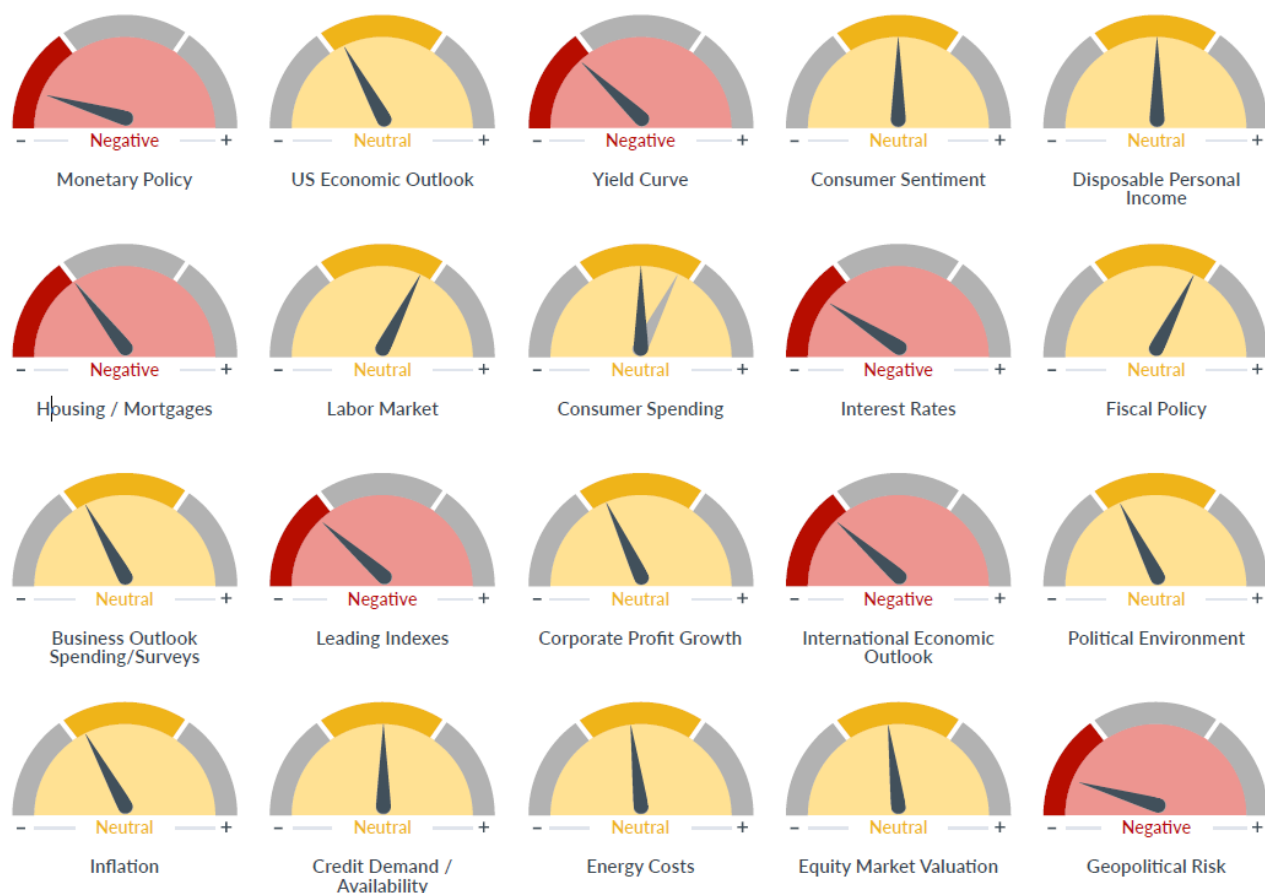 - Negative +
Monetary Policy
- Neutral +
US Economic Outlook
- Negative +
Yield Curve
- Neutral +
Consumer Sentiment
- Neutral +
Disposable Personal
Income
- Negative +
Housing / Mortgages
- Neutral +
Labor Market
- Neutral +
Consumer Spending
- Negative +
Interest Rates
- Neutral +
Fiscal Policy
- Neutral +
Business Outlook
Spending/Surveys
- Negative +
Leading Indexes
- Neutral +
Corporate Profit Growth
- Negative +
International Economic
Outlook
- Neutral +
Political Environment
- Neutral +
Inflation
- Neutral +
Credit Demand /
Availability
- Neutral +
Energy Costs
- Neutral +
Equity Market Valuation
- Negative +
Geopolitical Risk